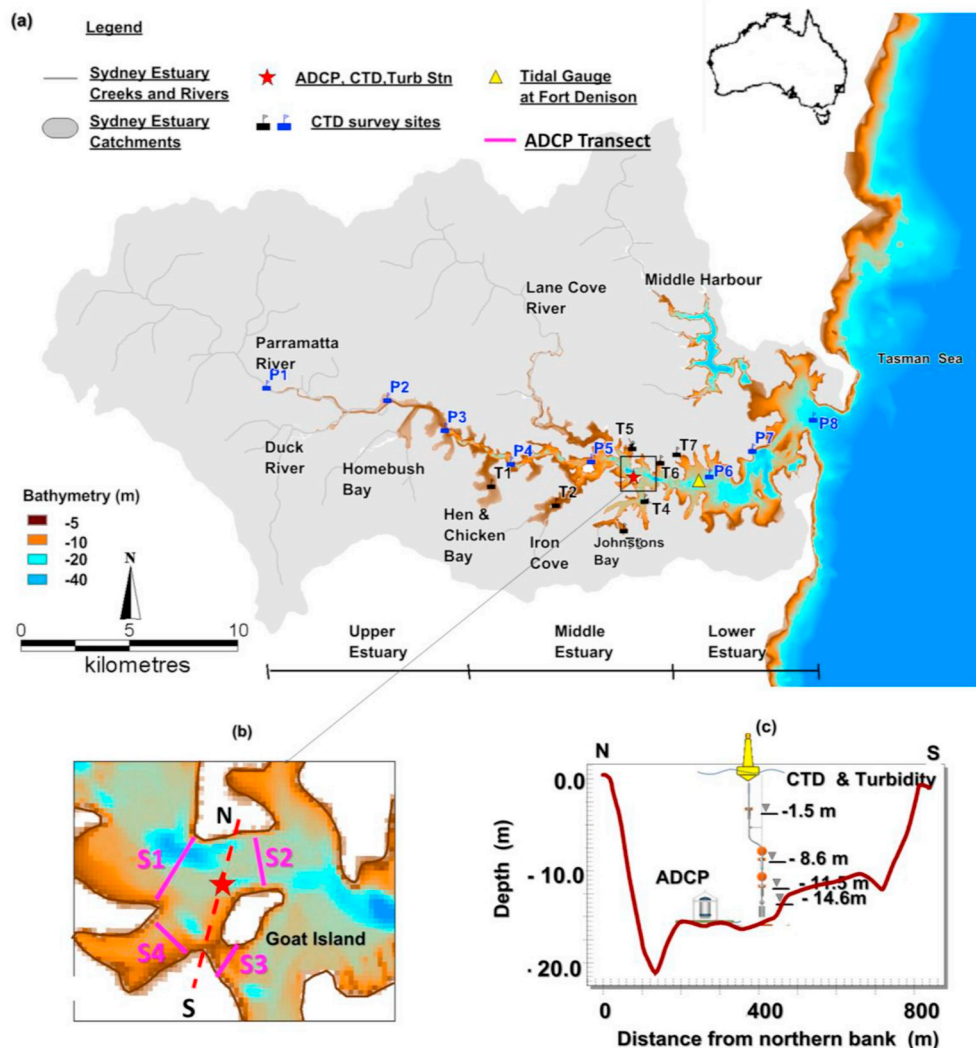 (a)
Legend
Sydney Estuary
Creeks and Rivers
Sydney Estuary
Catchments
ADCP, CTD,Turb Stn
CTD survey sites
Tidal Gauge
at Fort Denison
ADCP Transect
Lane Cove
River
Middle Harbour
Tasman Sea
Parramatta
River
P1
P2
P3
P4
P5
P6
P7
P8
T1
T2
T4
T5
T6
T7
Duck
River
Homebush
Bay
Hen &
Chicken
Bay
Iron
Cove
Johnstons
Bay
Bathymetry (m)
-5
-10
-20
-40
N
0 5 10
kilometres
Upper
Estuary
Middle
Estuary
Lower
Estuary
(b)
N
S1
S2
S4
S3
Goat Island
S
(c)
N
S
CTD & Turbidity
-1.5 m
- 8.6 m
- 11.5 m
- 14.6m
ADCP
0.0
- 10.0
- 20.0
Depth (m)
0 400 800
Distance from northern bank (m)